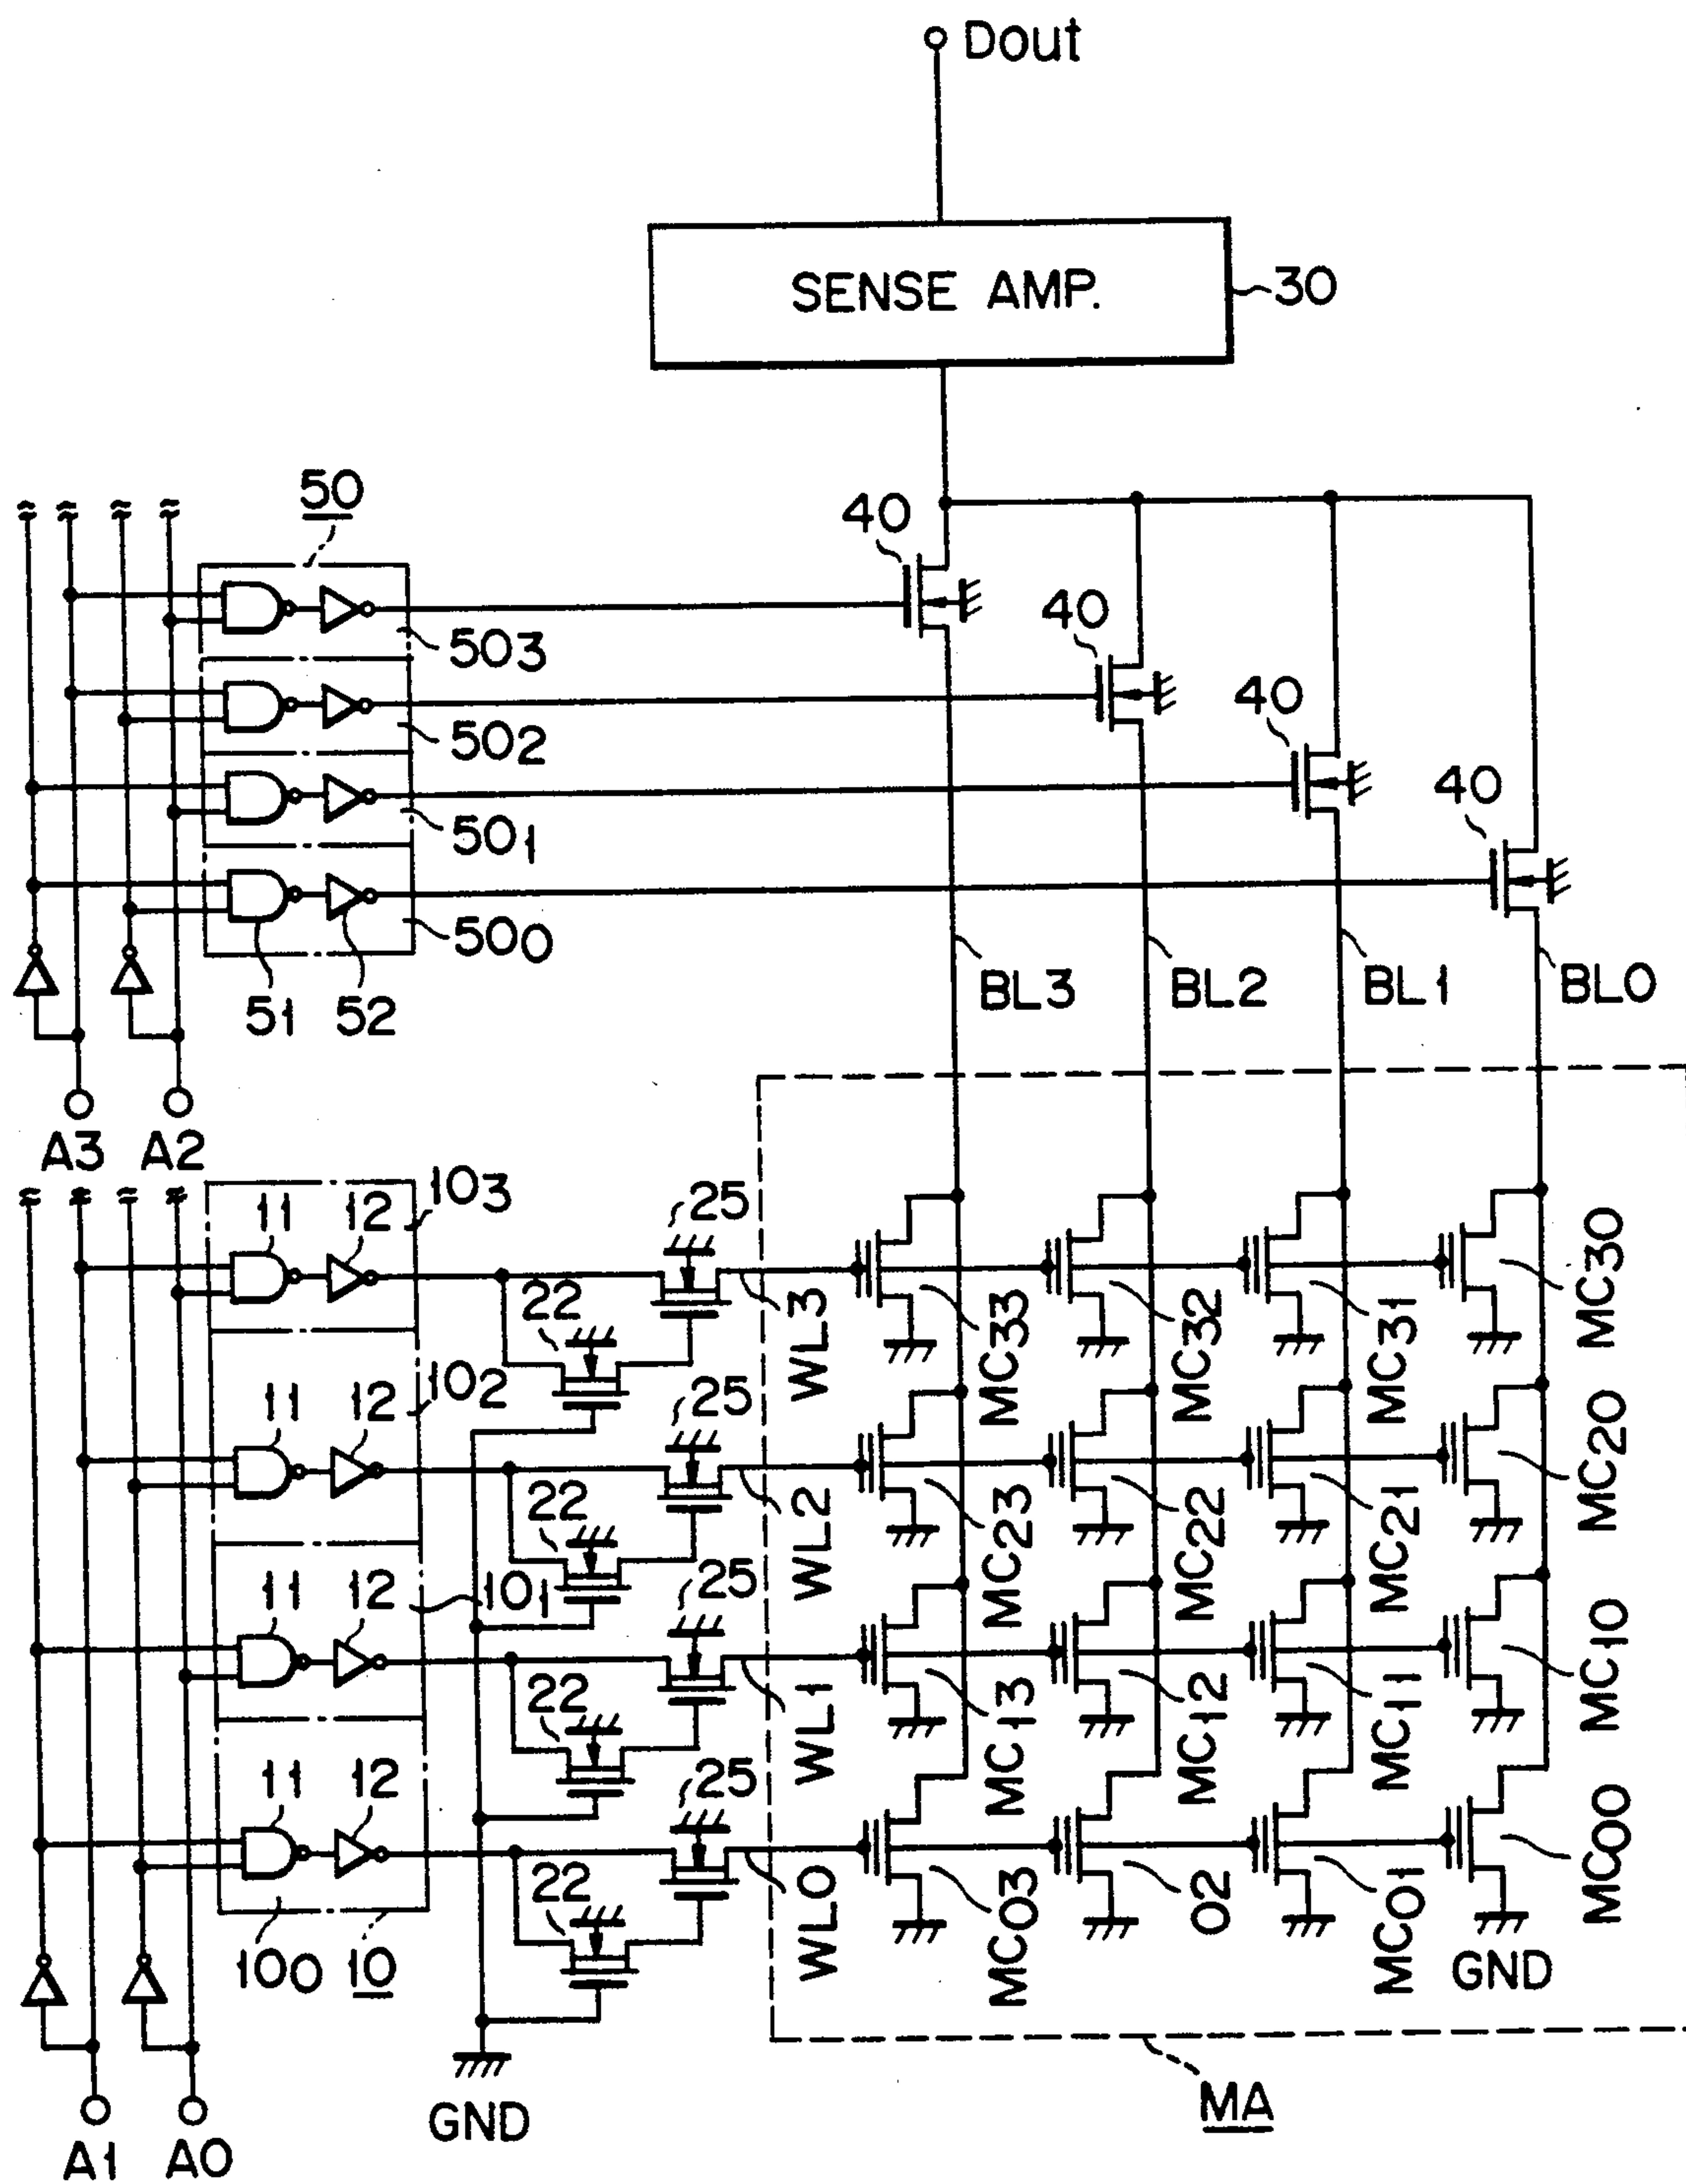 Dout
SENSE AMP.
30
50
40
503
40
502
40
501
40
500
51
52
BL3
BL2
BL1
BL0
A3
A2
103
11
12
25
22
WL3
MC33
MC32
MC31
MC30
102
11
12
25
22
WL2
MC23
MC22
MC21
MC20
101
11
12
25
22
WL1
MC13
MC12
MC11
MC10
11
12
25
22
WL0
MC03
02
MC01
MC00
100
10
GND
GND
MA
A1
A0